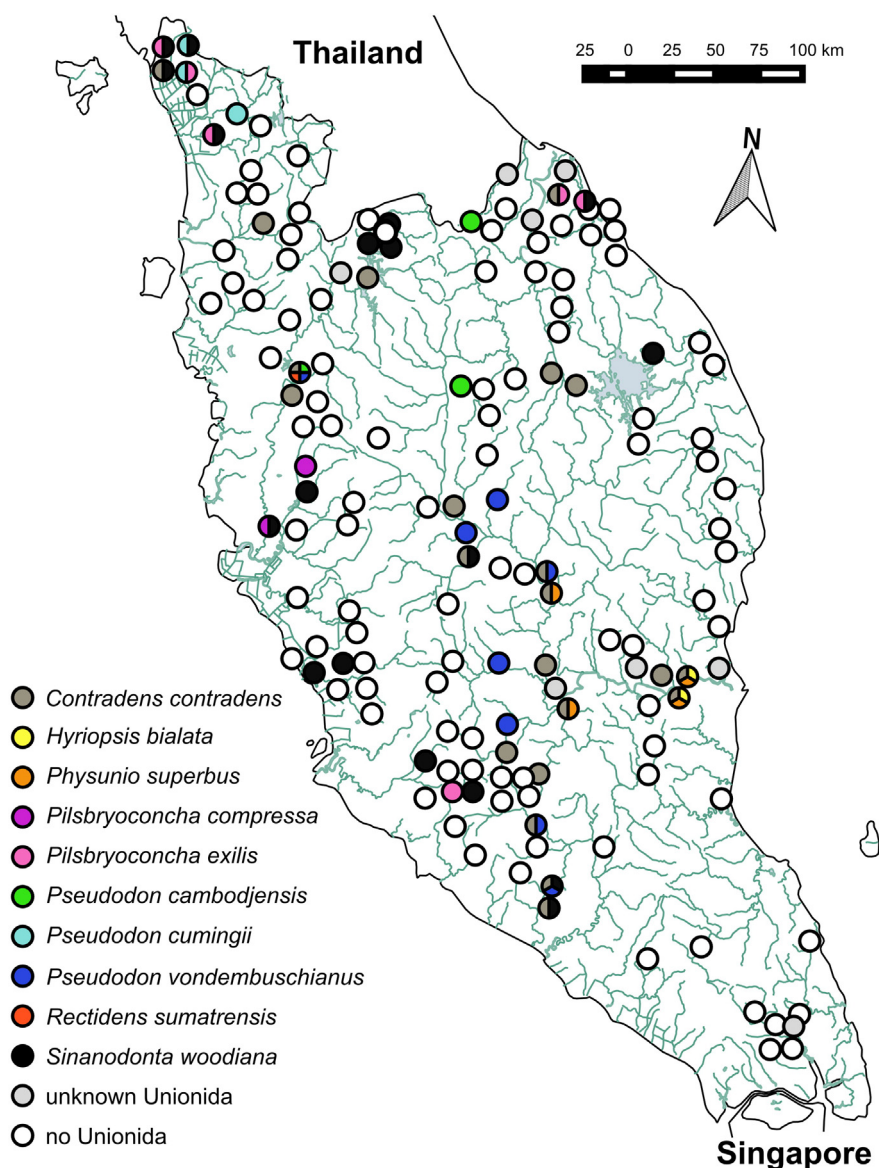 Thailand
25 0 25 50 75 100 km
N
Contradens contradens
Hyriopsis bialata
Physunio superbus
Pilsbryoconcha compressa
Pilsbryoconcha exilis
Pseudodon cambodjensis
Pseudodon cumingii
Pseudodon vondembuschianus
Rectidens sumatrensis
Sinanodonta woodiana
unknown Unionida
no Unionida
Singapore